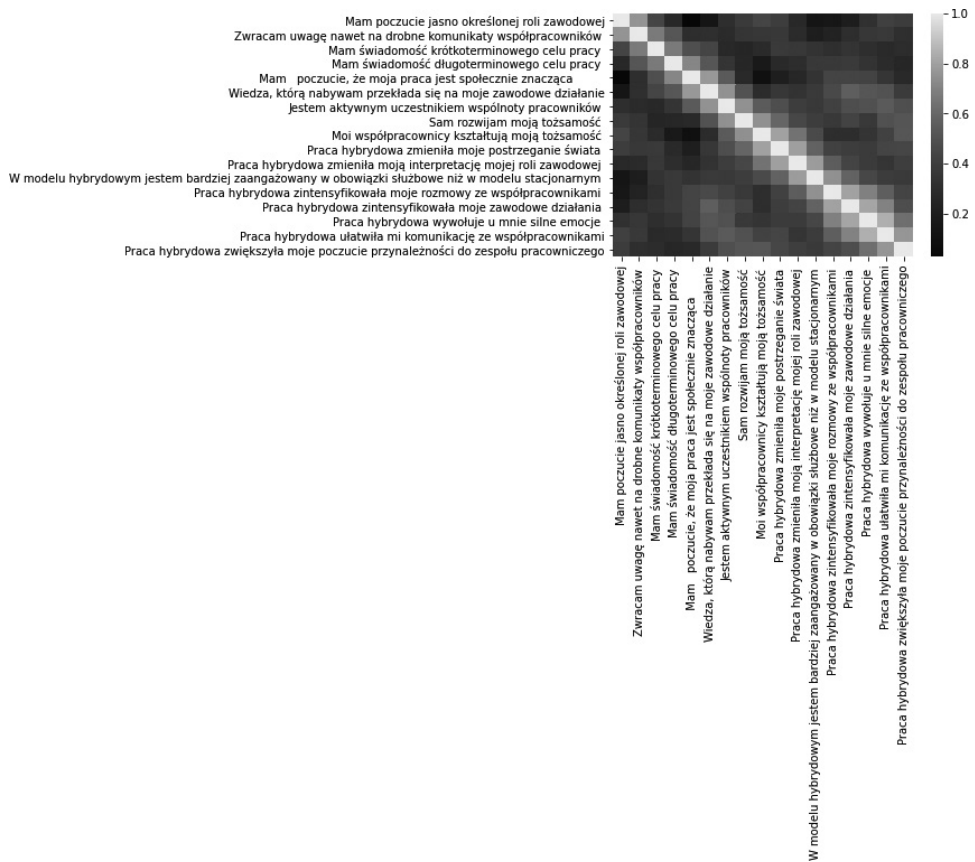 Mam poczucie jasno określonej roli zawodowej
Zwracam uwagę nawet na drobne komunikaty współpracowników
Mam świadomość krótkoterminowego celu pracy
Mam świadomość długoterminowego celu pracy
Mam poczucie, że moja praca jest społecznie znacząca
Wiedza, którą nabywam przekłada się na moje zawodowe działanie
Jestem aktywnym uczestnikiem wspólnoty pracowników
Sam rozwijam moją tożsamość
Moi współpracownicy kształtują moją tożsamość
Praca hybrydowa zmieniła moje postrzeganie świata
Praca hybrydowa zmieniła moją interpretację mojej roli zawodowej
W modelu hybrydowym jestem bardziej zaangażowany w obowiązki służbowe niż w modelu stacjonarnym
Praca hybrydowa zintensyfikowała moje rozmowy ze współpracownikami
Praca hybrydowa zintensyfikowała moje zawodowe działania
Praca hybrydowa wywołuje u mnie silne emocje
Praca hybrydowa ułatwiła mi komunikację ze współpracownikami
Praca hybrydowa zwiększyła moje poczucie przynależności do zespołu pracowniczego
1.0
0.8
0.6
0.4
0.2
Mam poczucie jasno określonej roli zawodowej
Zwracam uwagę nawet na drobne komunikaty współpracowników
Mam świadomość krótkoterminowego celu pracy
Mam świadomość długoterminowego celu pracy
Mam poczucie, że moja praca jest społecznie znacząca
Wiedza, którą nabywam przekłada się na moje zawodowe działanie
Jestem aktywnym uczestnikiem wspólnoty pracowników
Sam rozwijam moją tożsamość
Moi współpracownicy kształtują moją tożsamość
Praca hybrydowa zmieniła moje postrzeganie świata
Praca hybrydowa zmieniła moją interpretację mojej roli zawodowej
W modelu hybrydowym jestem bardziej zaangażowany w obowiązki służbowe niż w modelu stacjonarnym
Praca hybrydowa zintensyfikowała moje rozmowy ze współpracownikami
Praca hybrydowa zintensyfikowała moje zawodowe działania
Praca hybrydowa wywołuje u mnie silne emocje
Praca hybrydowa ułatwiła mi komunikację ze współpracownikami
Praca hybrydowa zwiększyła moje poczucie przynależności do zespołu pracowniczego